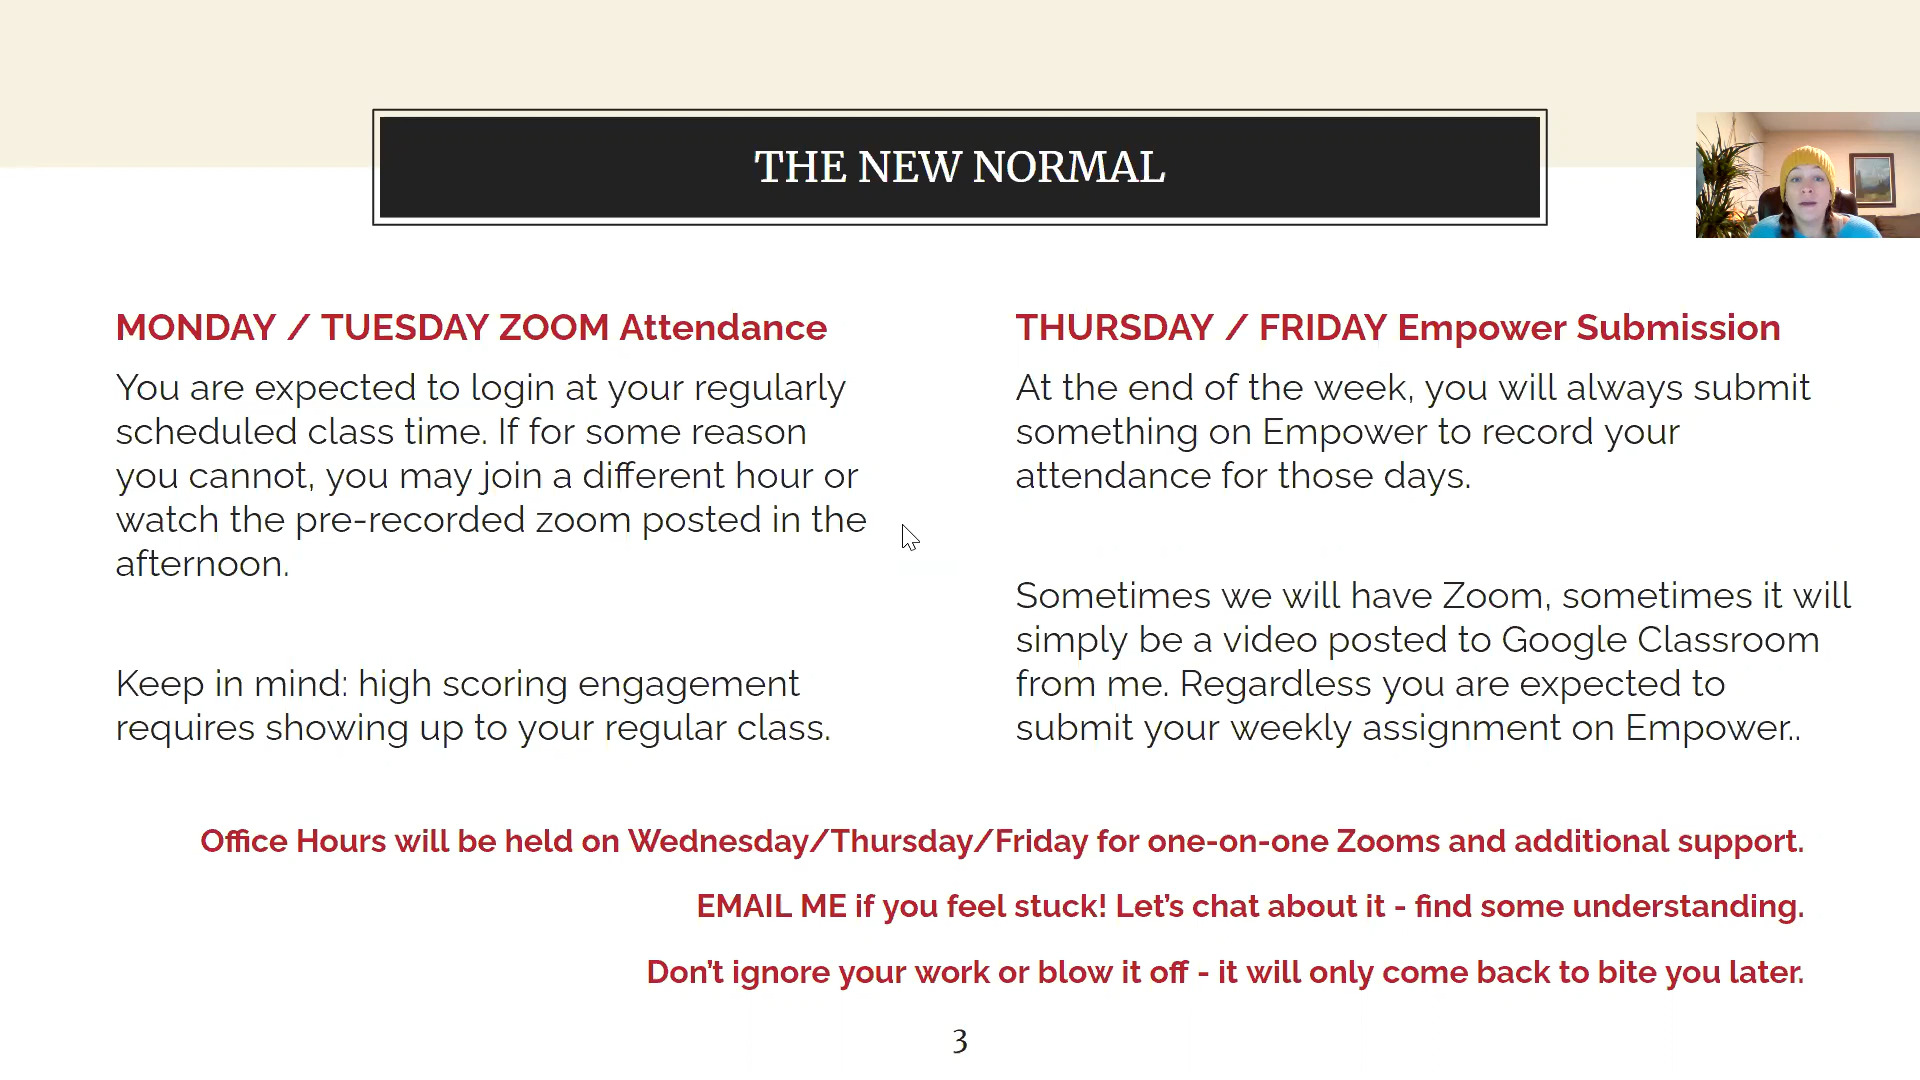 THE NEW NORMAL
MONDAY / TUESDAY ZOOM Attendance
You are expected to login at your regularly
scheduled class time. If for some reason
you cannot, you may join a different hour or
watch the pre-recorded zoom posted in the
afternoon.
Keep in mind: high scoring engagement
requires showing up to your regular class.
THURSDAY / FRIDAY Empower Submission
At the end of the week, you will always submit
something on Empower to record your
attendance for those days.
Sometimes we will have Zoom, sometimes it will
simply be a video posted to Google Classroom
from me. Regardless you are expected to
submit your weekly assignment on Empower..
Office Hours will be held on Wednesday/Thursday/Friday for one-on-one Zooms and additional support.
EMAIL ME if you feel stuck! Let’s chat about it - find some understanding.
Don’t ignore your work or blow it off - it will only come back to bite you later.
3